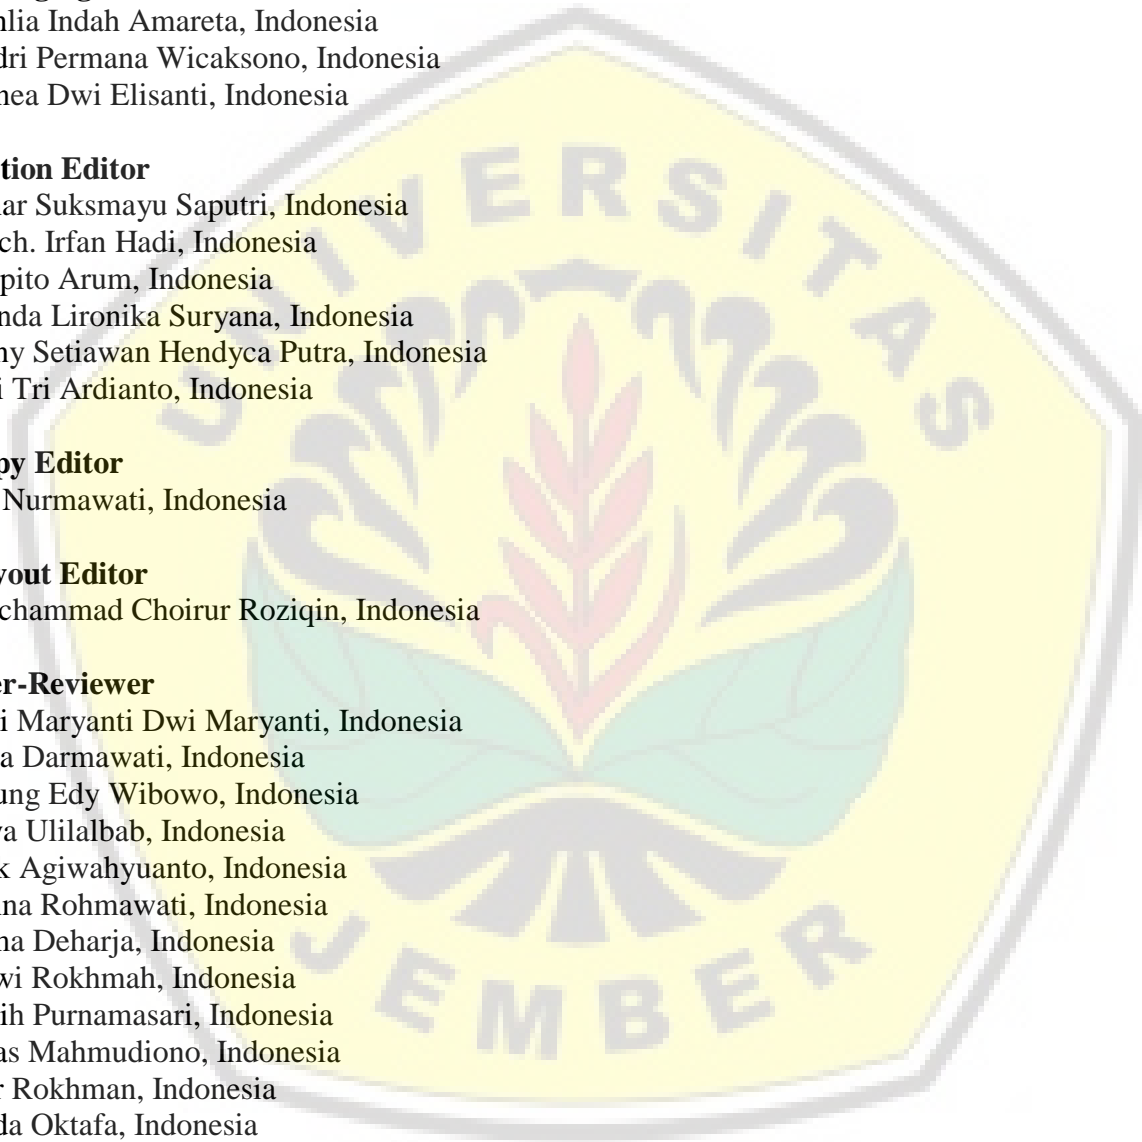 nlia Indah Amareta, Indonesia
dri Permana Wicaksono, Indonesia
nea Dwi Elisanti, Indonesia
tion Editor
ar Suksmayu Saputri, Indonesia
ch. Irfan Hadi, Indonesia
pito Arum, Indonesia
nda Lironika Suryana, Indonesia
ny Setiawan Hendyca Putra, Indonesia
i Tri Ardianto, Indonesia
py Editor
Nurmawati, Indonesia
yout Editor
chammad Choirur Roziqin, Indonesia
er-Reviewer
i Maryanti Dwi Maryanti, Indonesia
a Darmawati, Indonesia
ung Edy Wibowo, Indonesia
ya Ulilalbab, Indonesia
k Agiwahyuanto, Indonesia
ina Rohmawati, Indonesia
na Deharja, Indonesia
wi Rokhmah, Indonesia
ih Purnamasari, Indonesia
as Mahmudiono, Indonesia
r Rokhman, Indonesia
da Oktafa, Indonesia
UNIVERSITAS
JEMBER